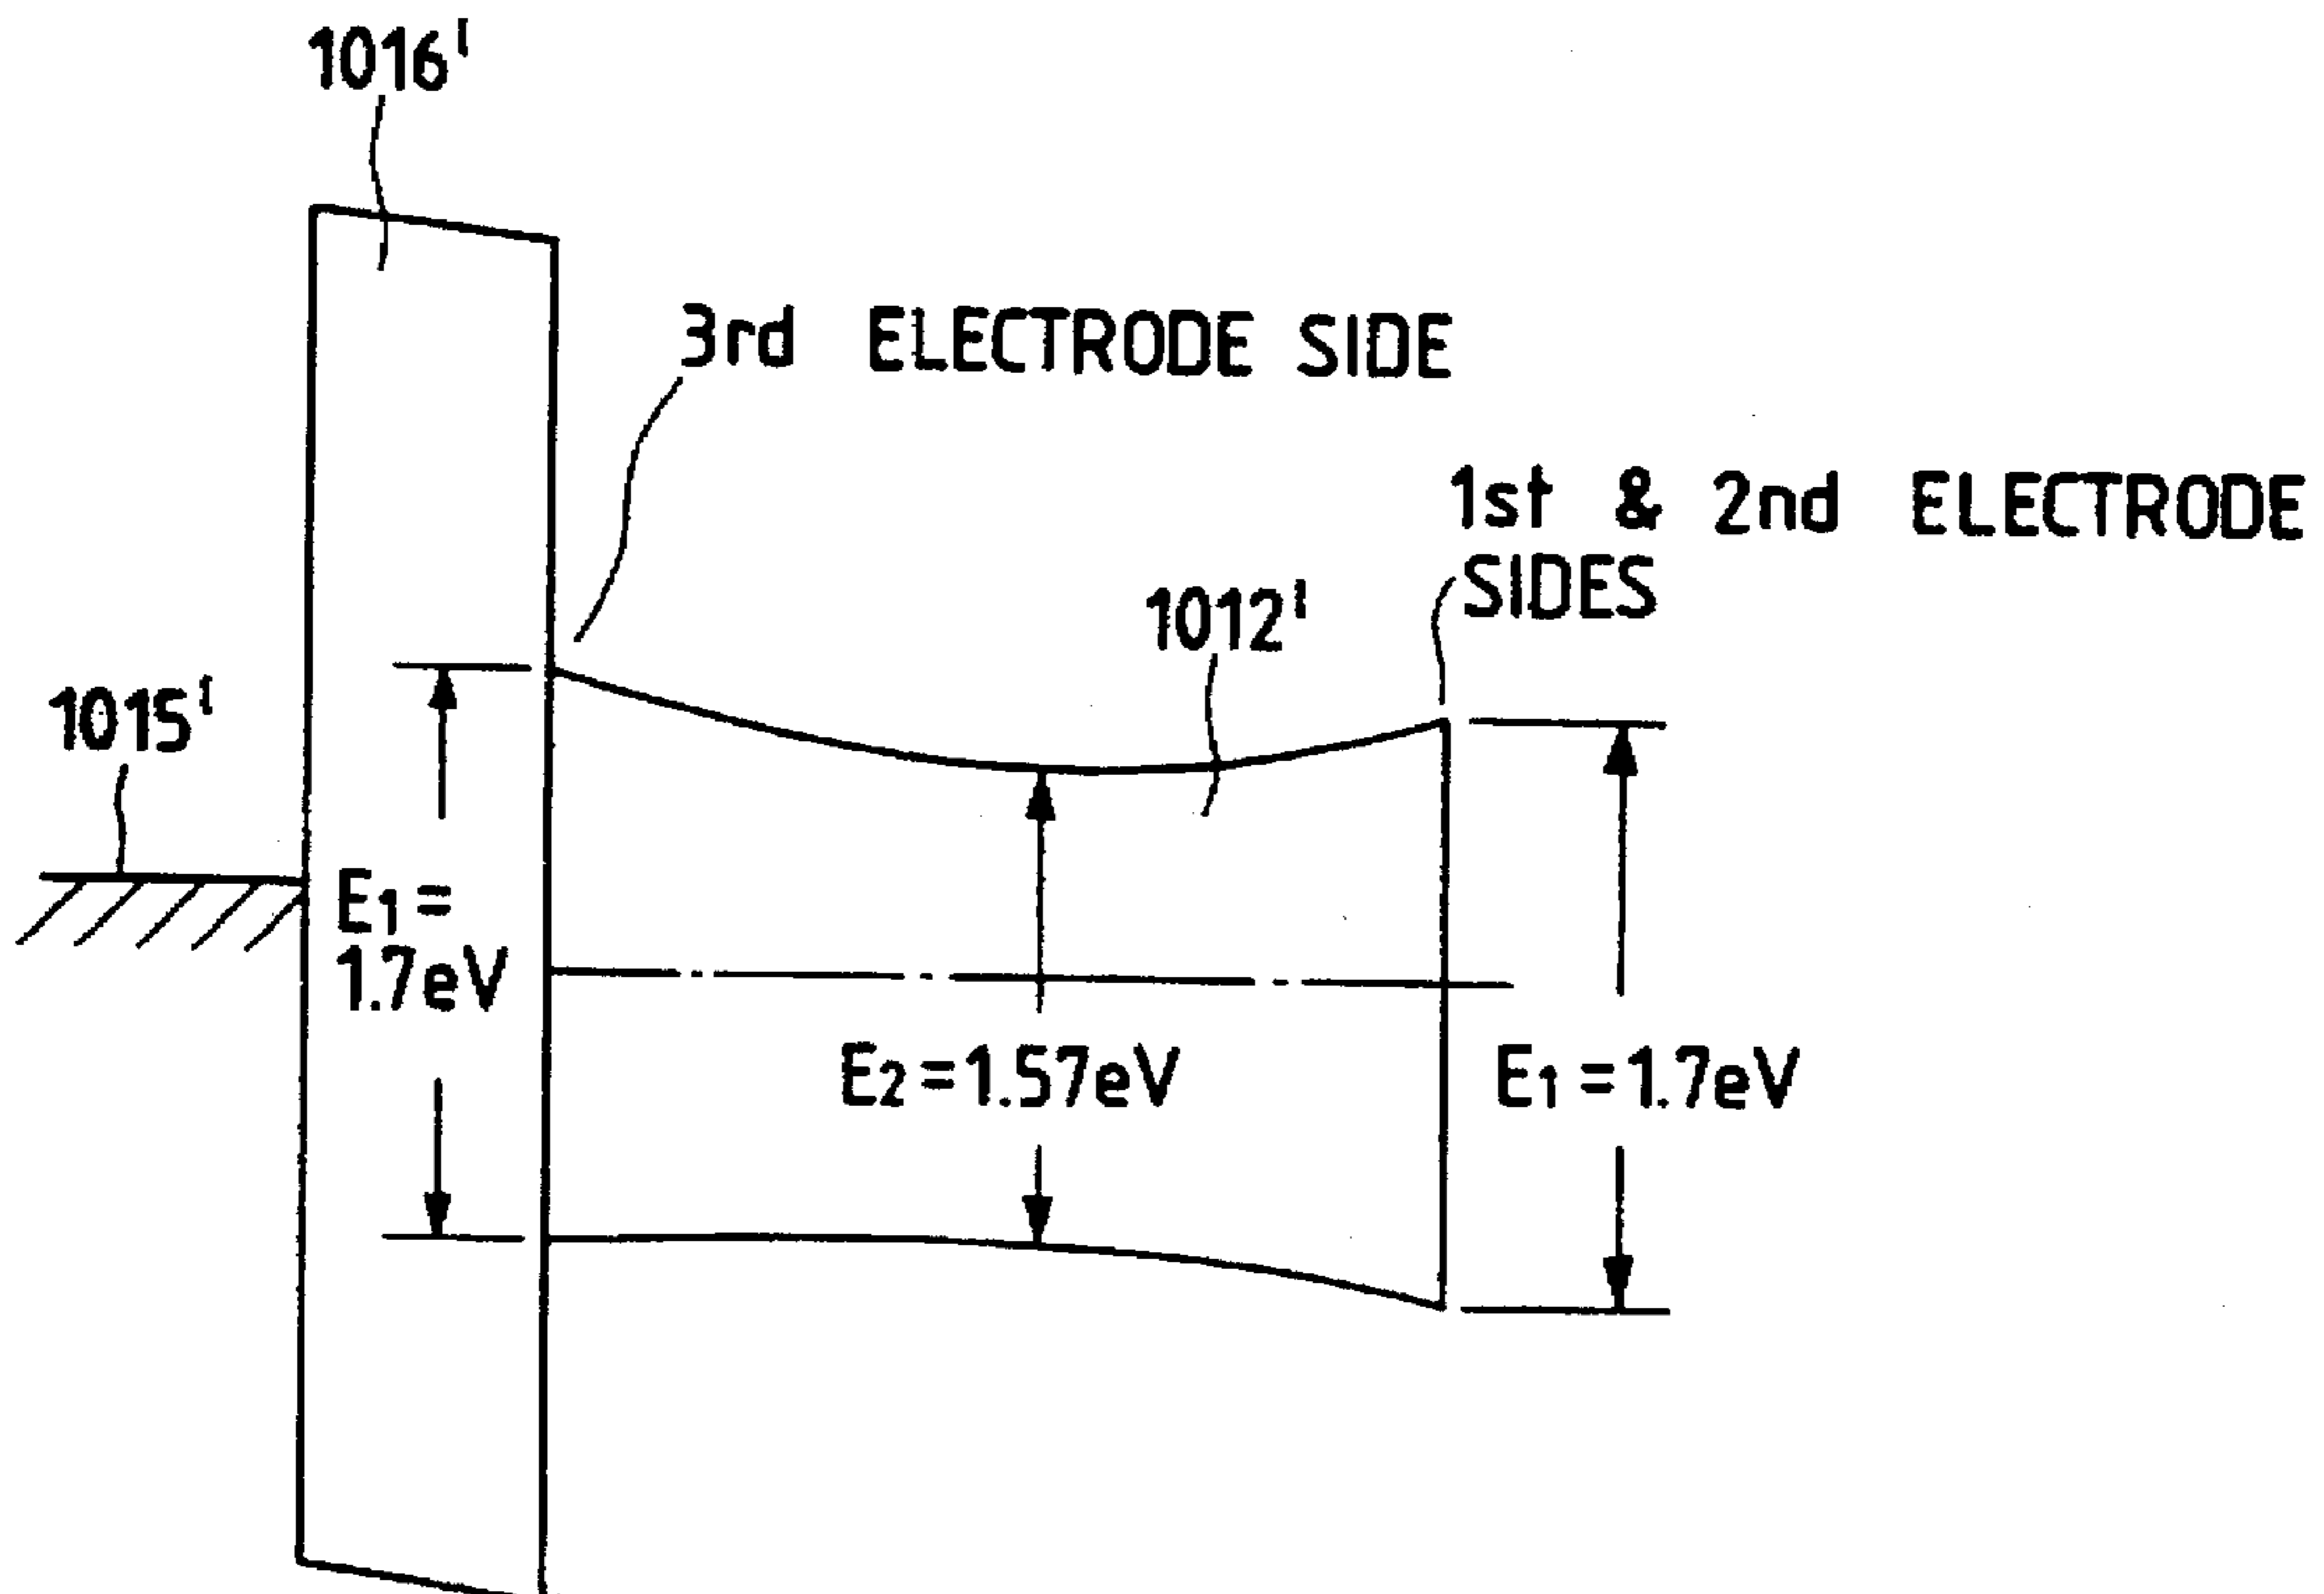 1016'
3rd ELECTRODE SIDE
1st & 2nd ELECTRODE
SIDES
1012'
1015'
E1=
1.7eV
E2=1.57eV
E1=1.7eV